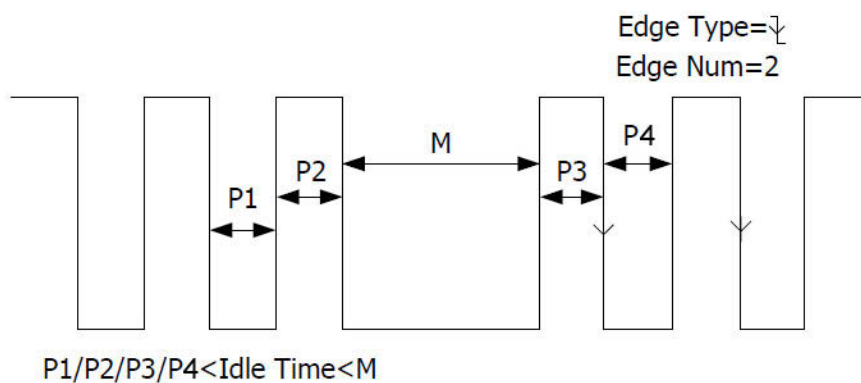 Edge Type=
Edge Num=2
M
P4
P2
P3
P1
P1/P2/P3/P4<Idle Time<M